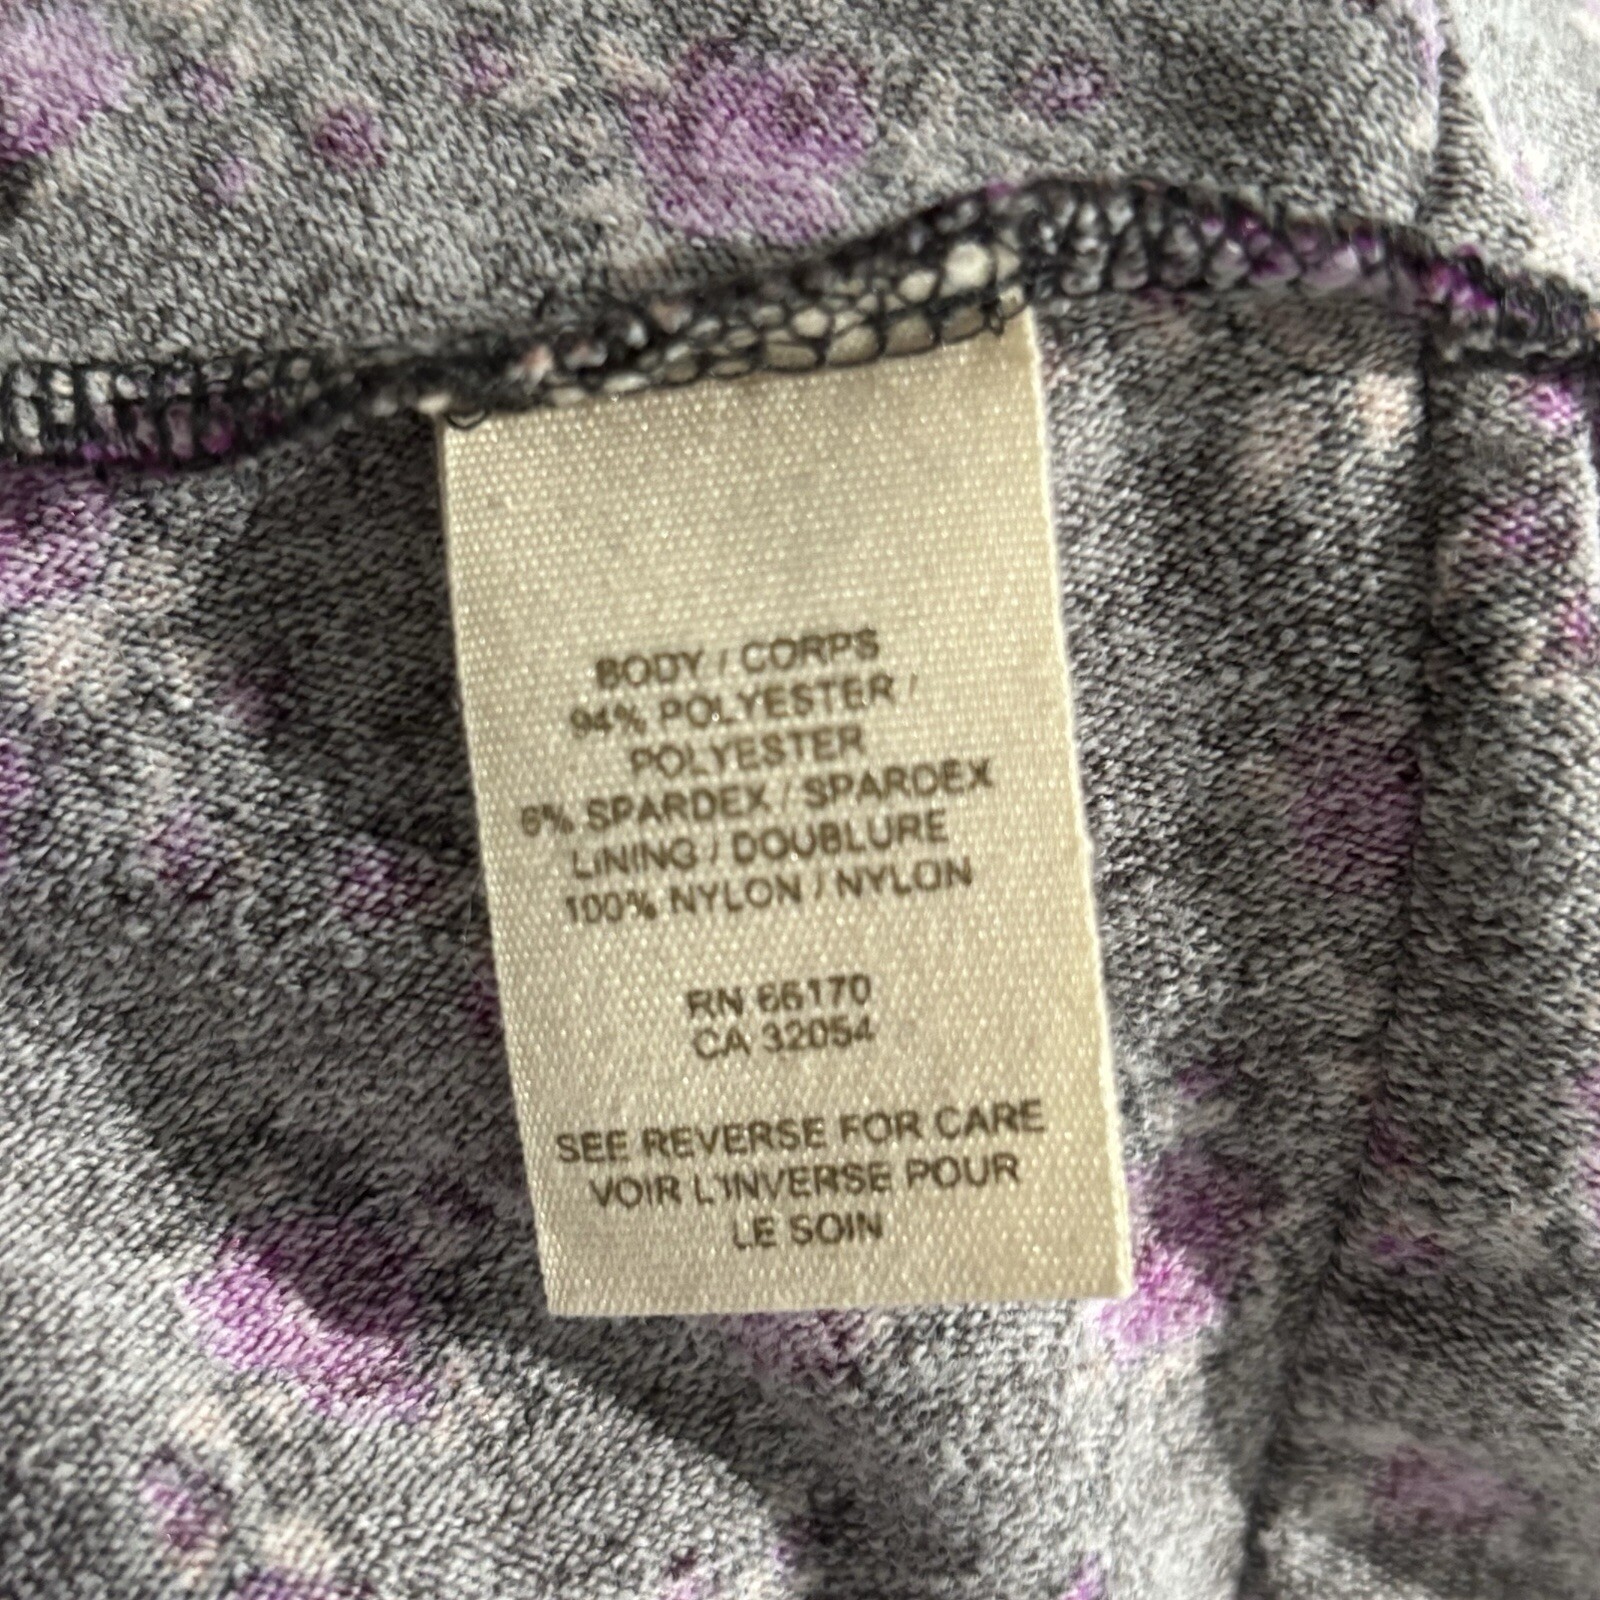 BODY / CORPS
94% POLYESTER /
POLYESTER
6% SPARDEX / SPARDEX
LINING / DOUBLURE
100% NYLON / NYLON
RN 66170
CA 32054
SEE REVERSE FOR CARE
VOIR L'INVERSE POUR
LE SOIN